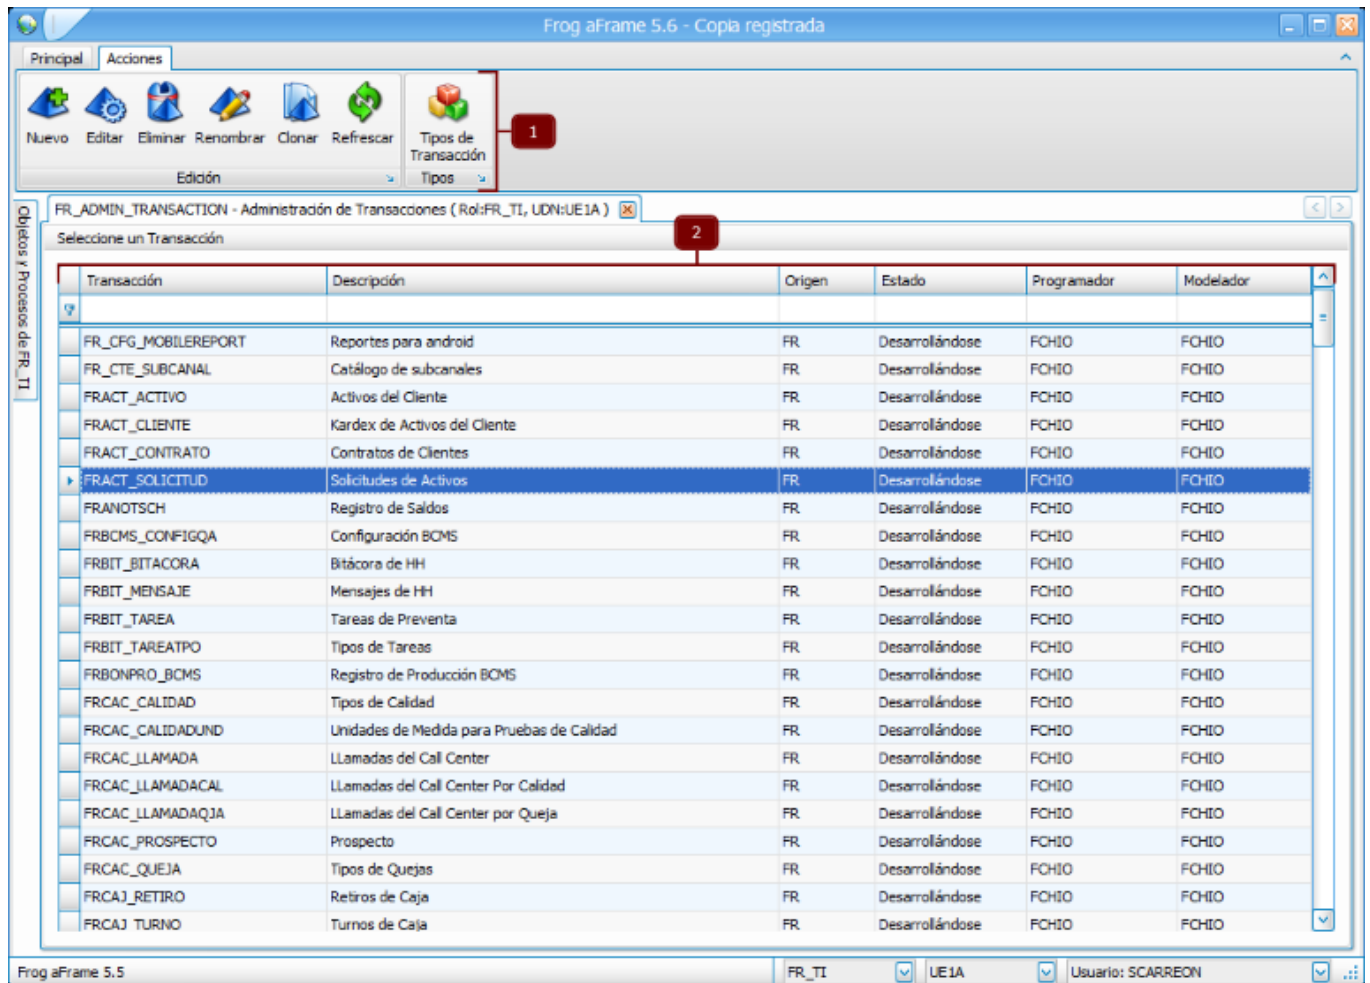 Frog aFrame 5.6 - Copia registrada
Principal Acciones
Nuevo Editar Eliminar Renombrar Clonar Refrescar Tipos de Transacción
Edición Tipos
1
FR_ADMIN_TRANSACTION - Administración de Transacciones ( Rol:FR_TI, UDN:UE1A )
Objetos y Procesos de FR_TI
Seleccione un Transacción
2
Transacción Descripción Origen Estado Programador Modelador
FR_CFG_MOBILEREPORT Reportes para android FR Desarrollándose FCHIO FCHIO
FR_CTE_SUBCANAL Catálogo de subcanales FR Desarrollándose FCHIO FCHIO
FRACT_ACTIVO Activos del Cliente FR Desarrollándose FCHIO FCHIO
FRACT_CLIENTE Kardex de Activos del Cliente FR Desarrollándose FCHIO FCHIO
FRACT_CONTRATO Contratos de Clientes FR Desarrollándose FCHIO FCHIO
FRACT_SOLICITUD Solicitudes de Activos FR Desarrollándose FCHIO FCHIO
FRANOTSCH Registro de Saldos FR Desarrollándose FCHIO FCHIO
FRBCMS_CONFIGQA Configuración BCMS FR Desarrollándose FCHIO FCHIO
FRBIT_BITACORA Bitácora de HH FR Desarrollándose FCHIO FCHIO
FRBIT_MENSAJE Mensajes de HH FR Desarrollándose FCHIO FCHIO
FRBIT_TAREA Tareas de Preventa FR Desarrollándose FCHIO FCHIO
FRBIT_TAREATPO Tipos de Tareas FR Desarrollándose FCHIO FCHIO
FRBONPRO_BCMS Registro de Producción BCMS FR Desarrollándose FCHIO FCHIO
FRCAC_CALIDAD Tipos de Calidad FR Desarrollándose FCHIO FCHIO
FRCAC_CALIDADUND Unidades de Medida para Pruebas de Calidad FR Desarrollándose FCHIO FCHIO
FRCAC_LLAMADA LLamadas del Call Center FR Desarrollándose FCHIO FCHIO
FRCAC_LLAMADACAL LLamadas del Call Center Por Calidad FR Desarrollándose FCHIO FCHIO
FRCAC_LLAMADAQJA LLamadas del Call Center por Queja FR Desarrollándose FCHIO FCHIO
FRCAC_PROSPECTO Prospecto FR Desarrollándose FCHIO FCHIO
FRCAC_QUEJA Tipos de Quejas FR Desarrollándose FCHIO FCHIO
FRCAJ_RETIRO Retiros de Caja FR Desarrollándose FCHIO FCHIO
FRCAJ_TURNO Turnos de Caja FR Desarrollándose FCHIO FCHIO
Frog aFrame 5.5 FR_TI UE1A Usuario: SCARREON